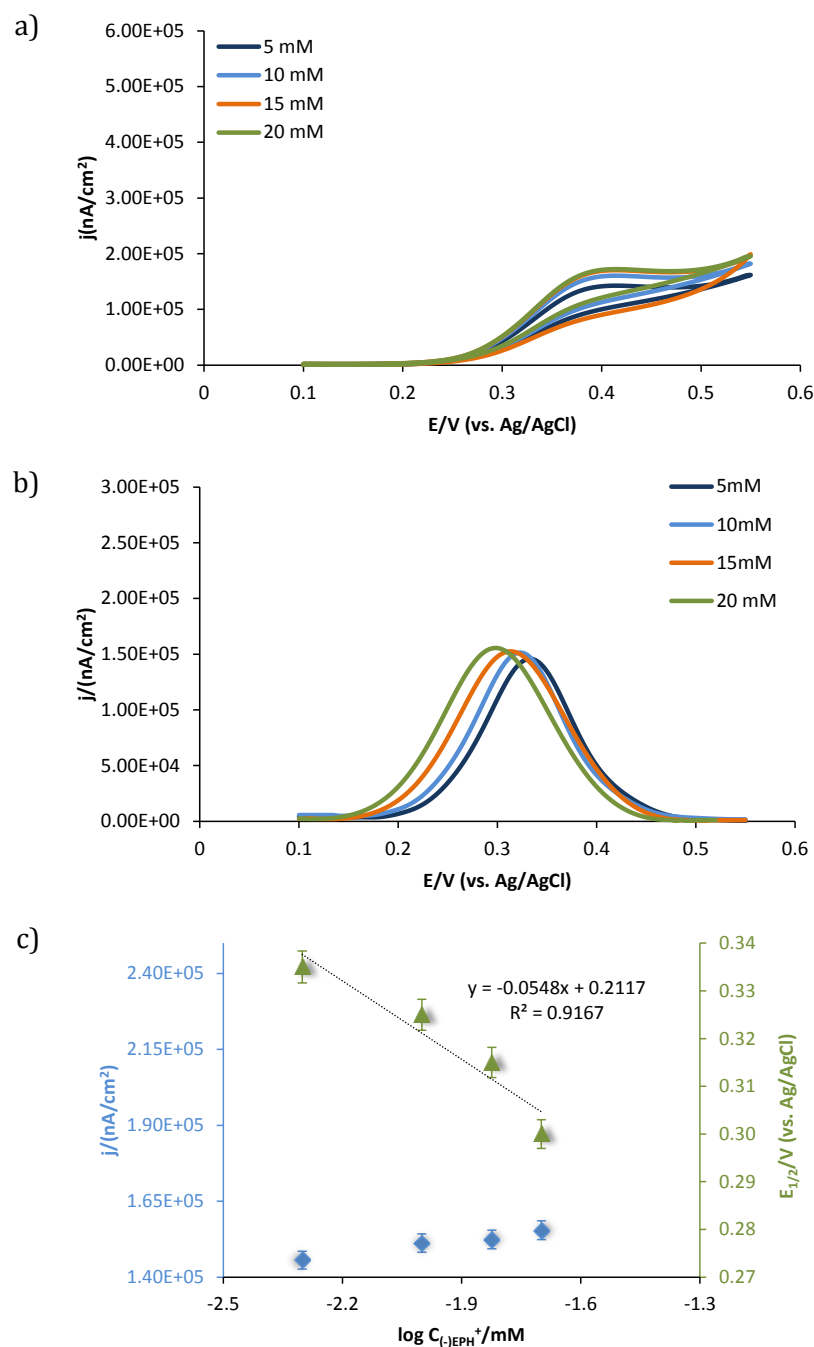 a)
6.00E+05
5.00E+05
4.00E+05
3.00E+05
2.00E+05
1.00E+05
0.00E+00
j(nA/cm²)
5 mM
10 mM
15 mM
20 mM
0 0.1 0.2 0.3 0.4 0.5 0.6
E/V (vs. Ag/AgCl)
b)
3.00E+05
2.50E+05
2.00E+05
1.50E+05
1.00E+05
5.00E+04
0.00E+00
j/(nA/cm²)
5mM
10mM
15mM
20 mM
0 0.1 0.2 0.3 0.4 0.5 0.6
E/V (vs. Ag/AgCl)
c)
2.40E+05
2.15E+05
1.90E+05
1.65E+05
1.40E+05
j/(nA/cm²)
y = -0.0548x + 0.2117
R² = 0.9167
0.34
0.33
0.32
0.31
0.30
0.28
0.27
E1/2/V (vs. Ag/AgCl)
-2.5 -2.2 -1.9 -1.6 -1.3
log C(-)EPH⁺/mM